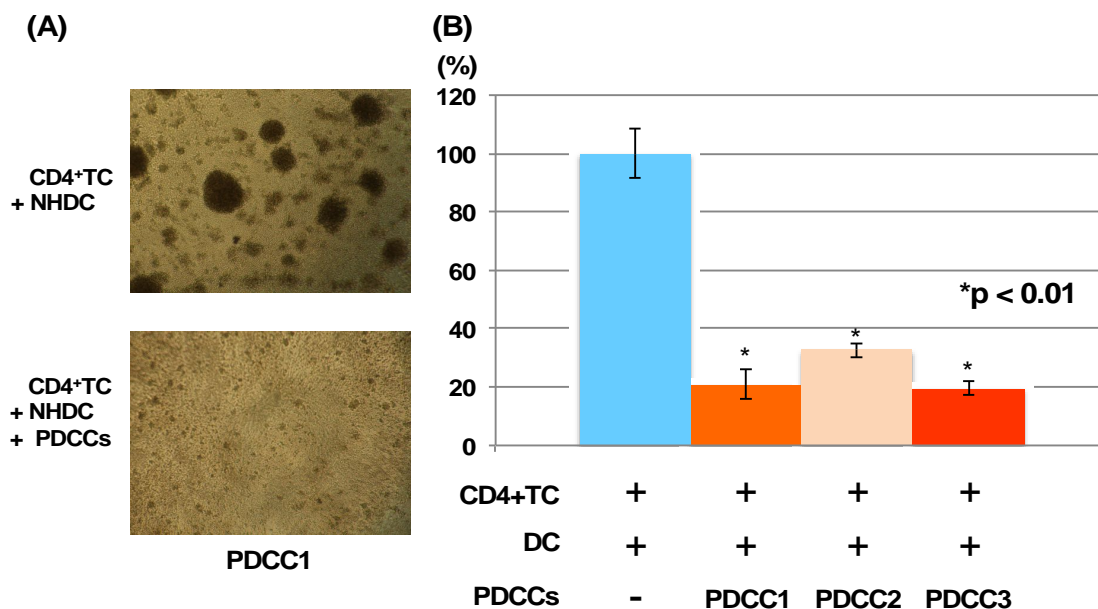 (A)
CD4⁺TC
+ NHDC
CD4⁺TC
+ NHDC
+ PDCCs
PDCC1
(B)
(%)
120
100
80
60
40
20
0
*p < 0.01
*
*
*
CD4+TC + + + +
DC + + + +
PDCCs - PDCC1 PDCC2 PDCC3